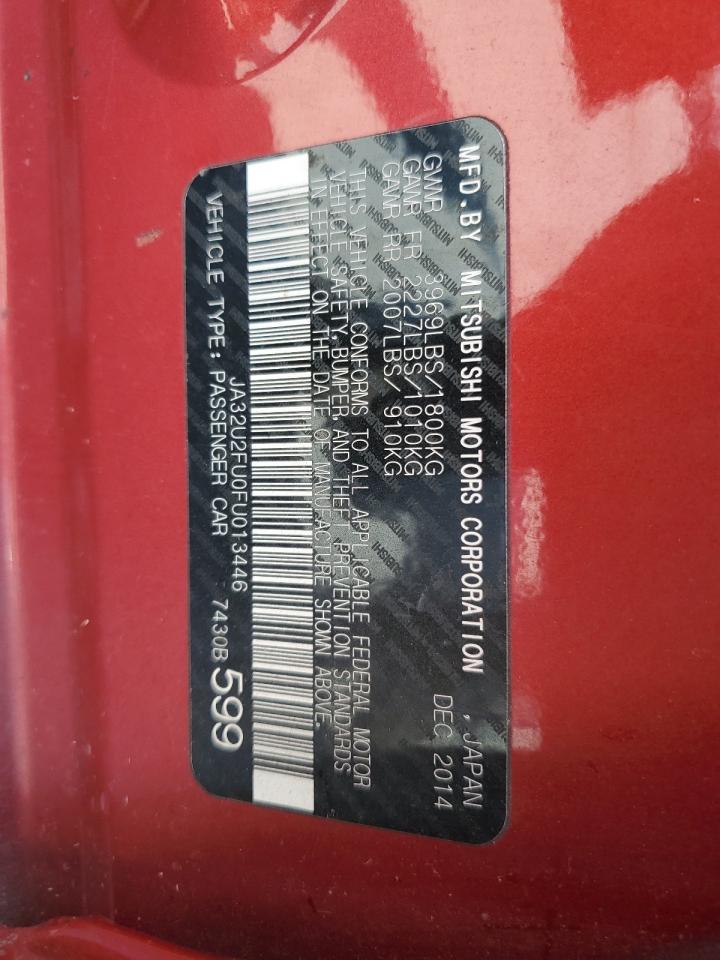 MFD.BY MITSUBISHI MOTORS CORPORATION , JAPAN
DEC 2014
GVWR 3969LBS/1800KG
GAWR FR 2227LBS/1010KG
GAWR RR 2007LBS/ 910KG
THIS VEHICLE CONFORMS TO ALL APPLICABLE FEDERAL MOTOR
VEHICLE SAFETY, BUMPER, AND THEFT PREVENTION STANDARDS
IN EFFECT ON THE DATE OF MANUFACTURE SHOWN ABOVE.
JA32U2FU0FU013446 7430B599
VEHICLE TYPE: PASSENGER CAR